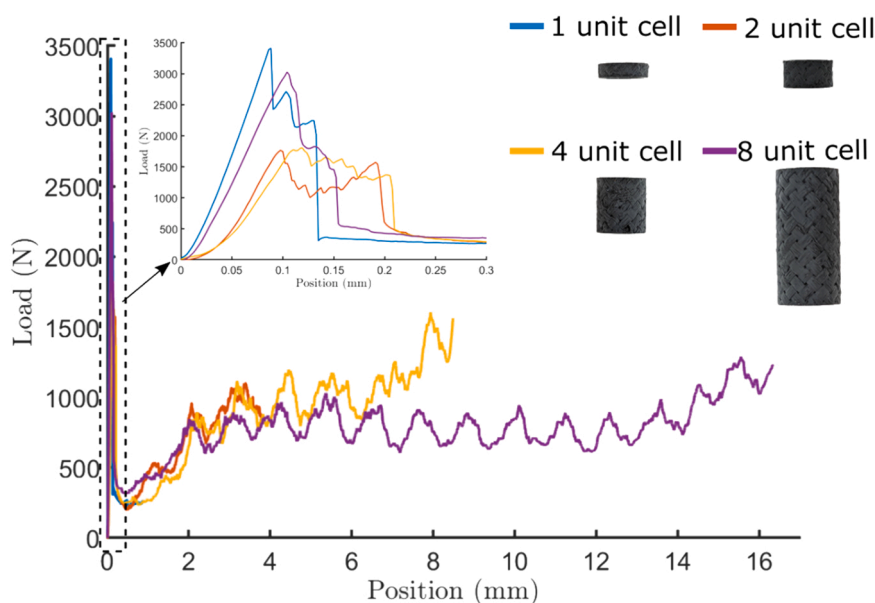 1 unit cell
2 unit cell
4 unit cell
8 unit cell
Load (N)
3500
3000
2500
2000
1500
1000
500
0
0 2 4 6 8 10 12 14 16
Position (mm)
Load (N)
3500
3000
2500
2000
1500
1000
500
0
0 0.05 0.1 0.15 0.2 0.25 0.3
Position (mm)